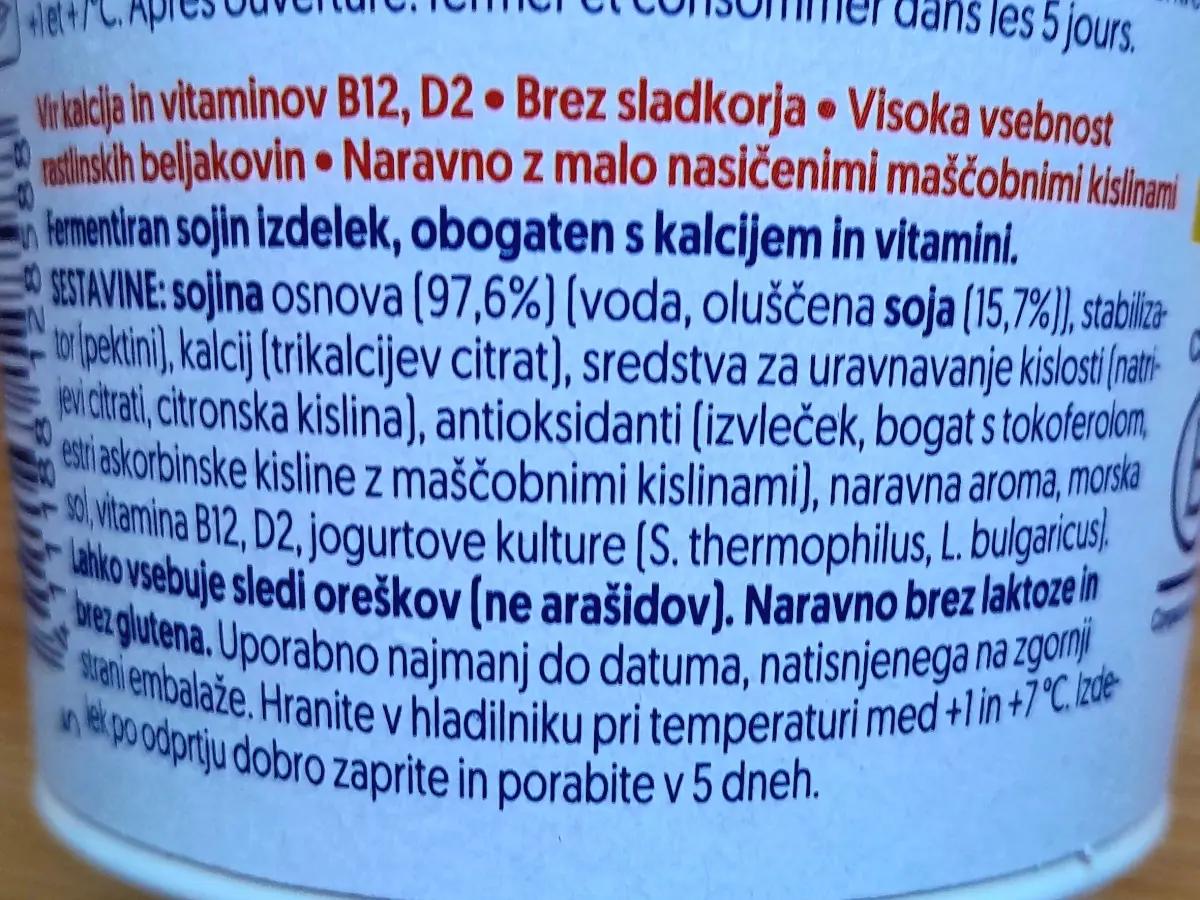 +1 et +7°C. Après ouverture: fermer et consommer dans les 5 jours.
Vir kalcija in vitaminov B12, D2 • Brez sladkorja • Visoka vsebnost
rastlinskih beljakovin • Naravno z malo nasičenimi maščobnimi kislinami
Fermentiran sojin izdelek, obogaten s kalcijem in vitamini.
SESTAVINE: sojina osnova (97,6%) (voda, oluščena soja (15,7%)), stabiliza-
tor (pektini), kalcij (trikalcijev citrat), sredstva za uravnavanje kislosti (natri-
jevi citrati, citronska kislina), antioksidanti (izvleček, bogat s tokoferolom,
estri askorbinske kisline z maščobnimi kislinami), naravna aroma, morska
sol, vitamina B12, D2, jogurtove kulture (S. thermophilus, L. bulgaricus).
Lahko vsebuje sledi oreškov (ne arašidov). Naravno brez laktoze in
brez glutena. Uporabno najmanj do datuma, natisnjenega na zgornji
strani embalaže. Hranite v hladilniku pri temperaturi med +1 in +7°C. Izde-
lek po odprtju dobro zaprite in porabite v 5 dneh.